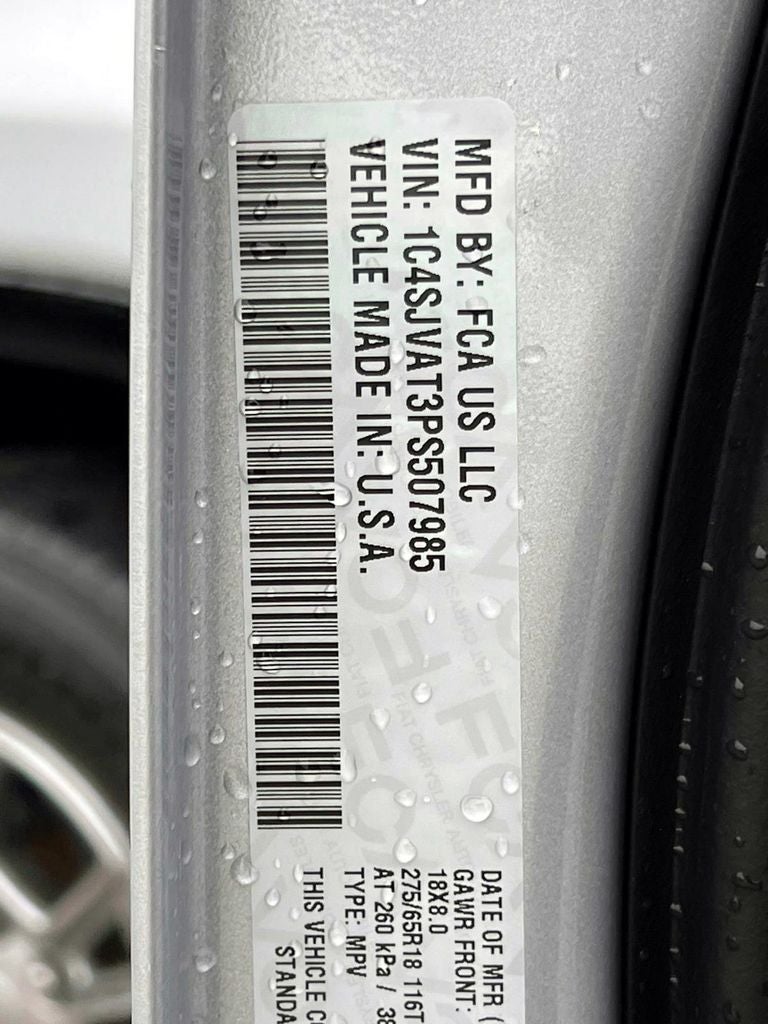 MFD BY: FCA US LLC
VIN: 1C4SJVAT3PS507985
VEHICLE MADE IN: U.S.A.
DATE OF MFR (
GAWR FRONT:
18X8.0
275/65R18 116T
AT 260 kPa / 38
TYPE: MPV
THIS VEHICLE
STANDA